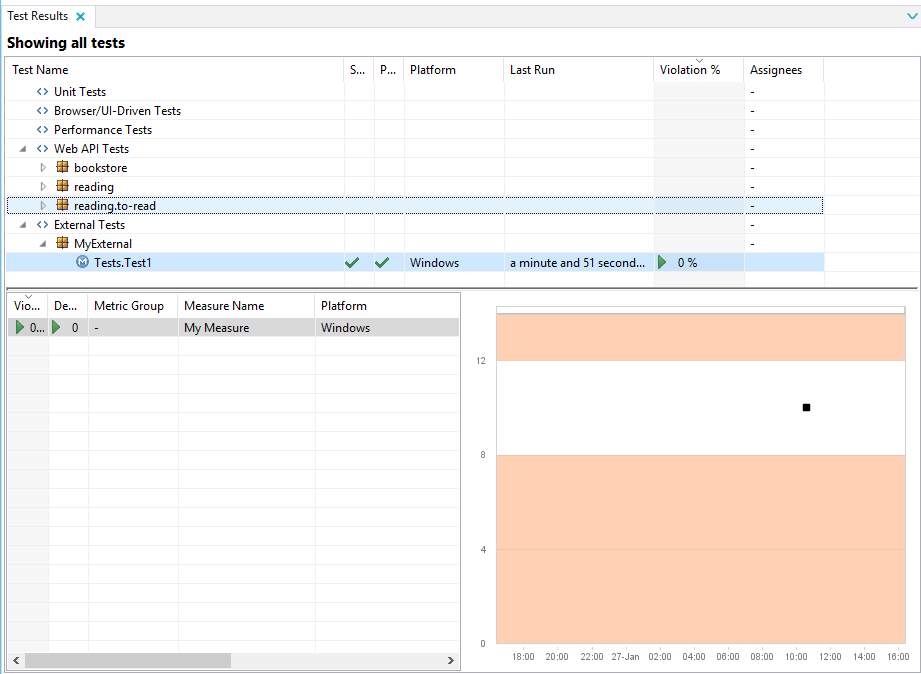 Test Results
Showing all tests
Test Name S... P... Platform Last Run Violation % Assignees
Unit Tests -
Browser/UI-Driven Tests -
Performance Tests -
Web API Tests -
bookstore -
reading -
reading.to-read -
External Tests -
MyExternal -
M Tests.Test1 Windows a minute and 51 second... 0 %
Vio... De... Metric Group Measure Name Platform
0... 0 - My Measure Windows
12
8
4
0
18:00 20:00 22:00 27-Jan 02:00 04:00 06:00 08:00 10:00 12:00 14:00 16:00